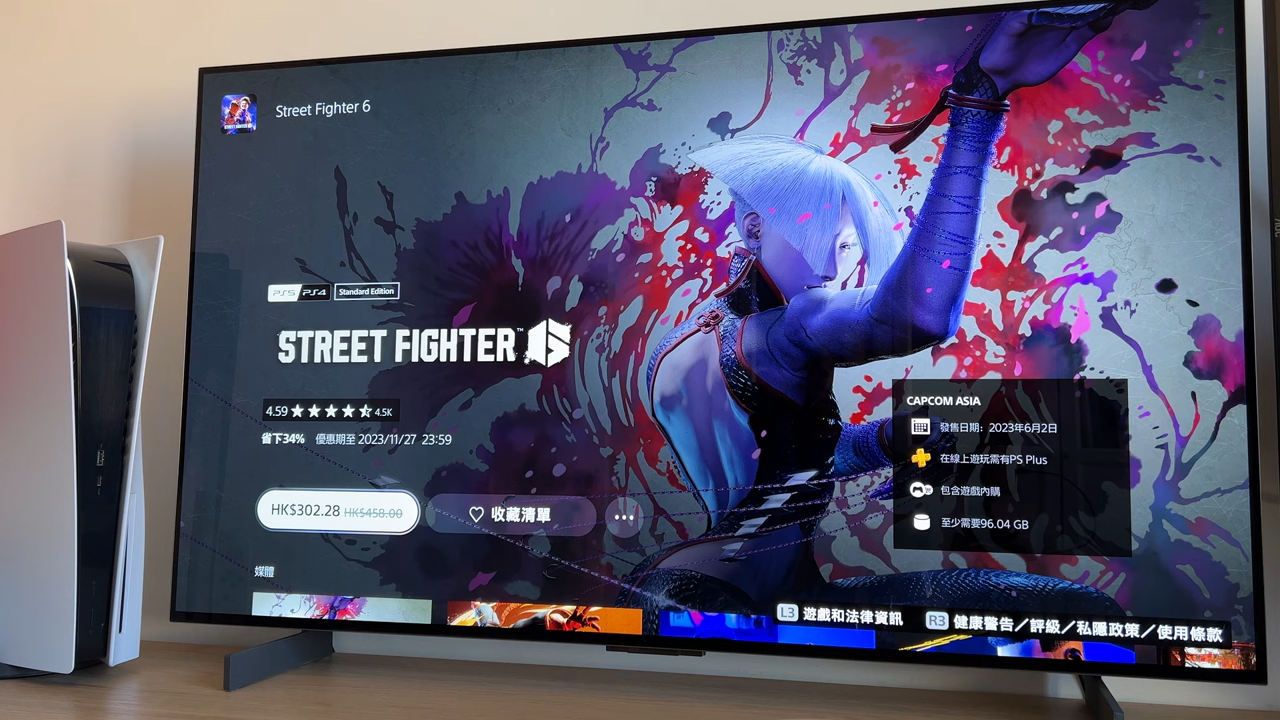 Street Fighter 6
PS5 PS4 Standard Edition
STREET FIGHTER™ 6
4.59 4.5K
省下34% 優惠期至 2023/11/27 23:59
HK$302.28 HK$458.00
收藏清單
媒體
CAPCOM ASIA
發售日期：2023年6月2日
在線上遊玩需有PS Plus
包含遊戲內購
至少需要96.04 GB
L3 遊戲和法律資訊 R3 健康警告／評級／私隱政策／使用條款